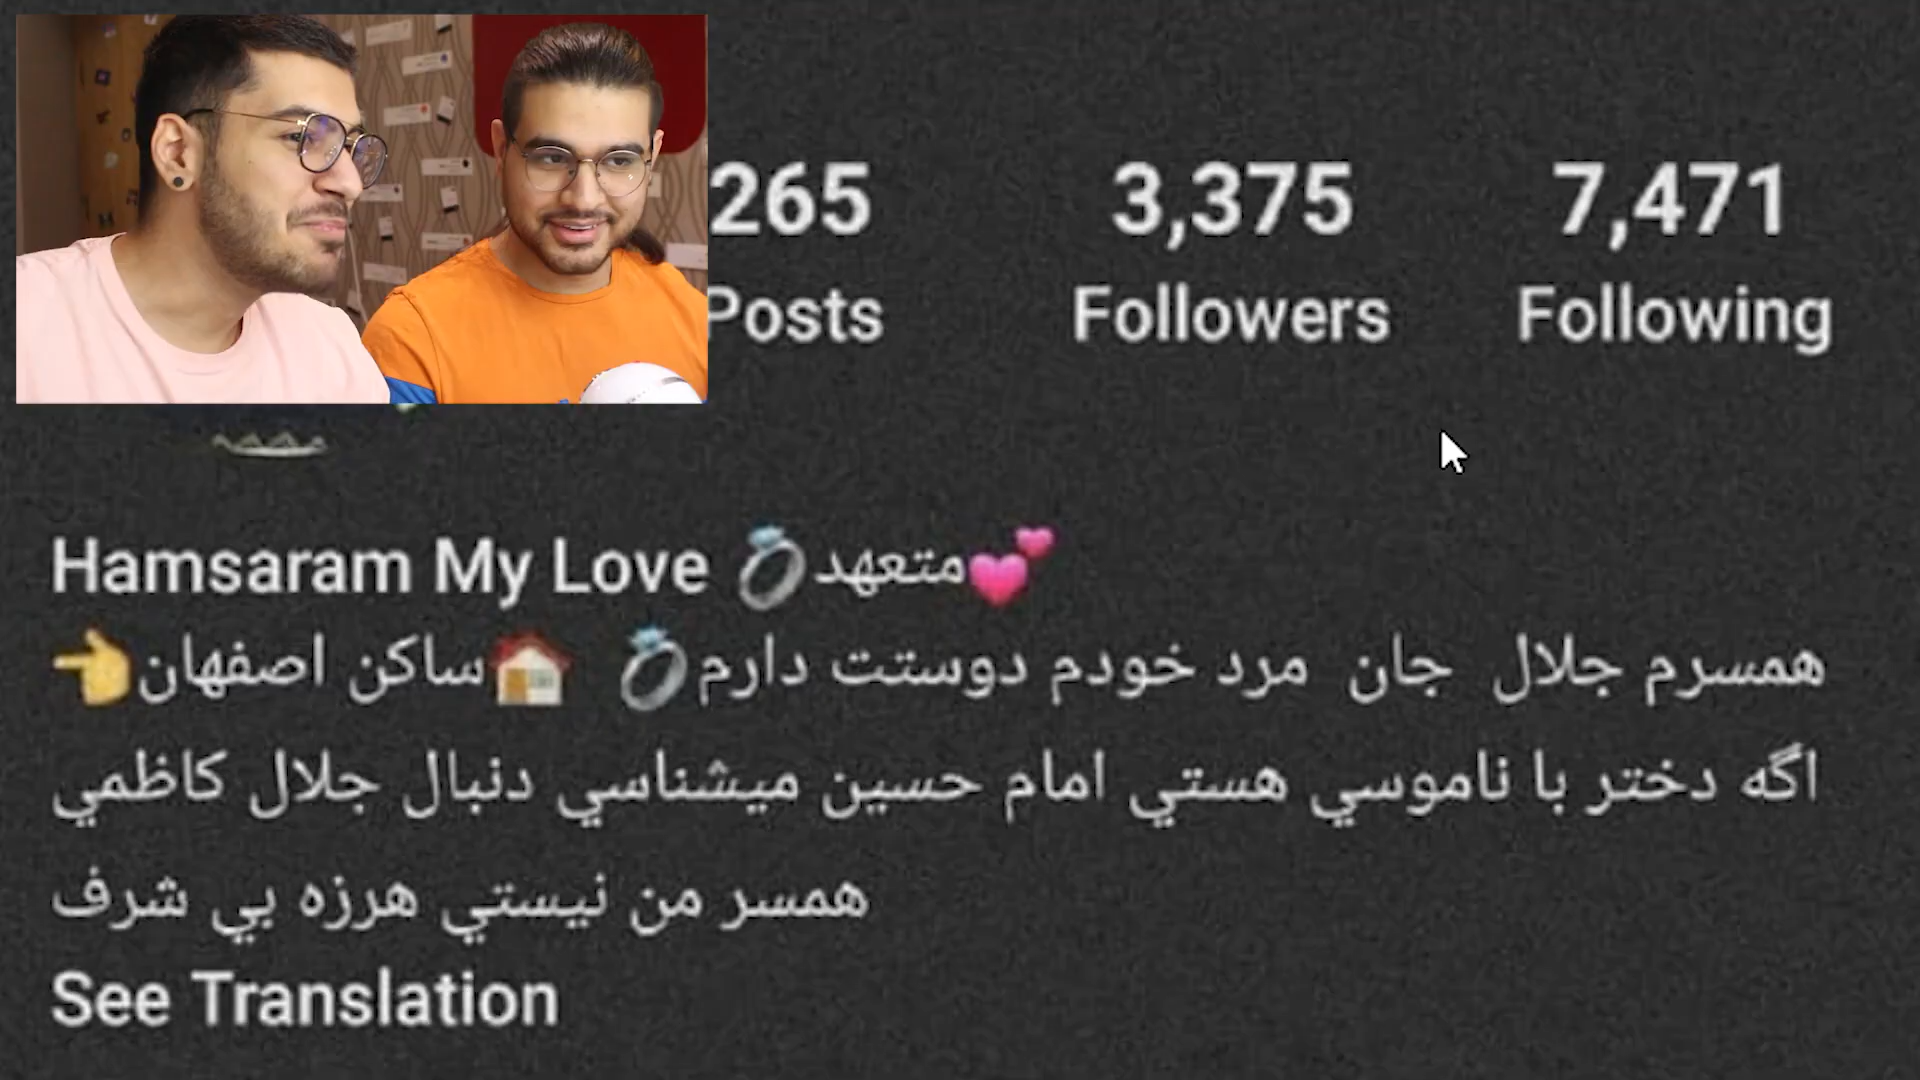 265 3,375 7,471
Posts Followers Following
Hamsaram My Love 💍متعهد💕
همسرم جلال جان مرد خودم دوستت دارم💍 🏠ساكن اصفهان👈
اگه دختر با ناموسي هستي امام حسين ميشناسي دنبال جلال كاظمي
همسر من نيستي هرزه بي شرف
See Translation